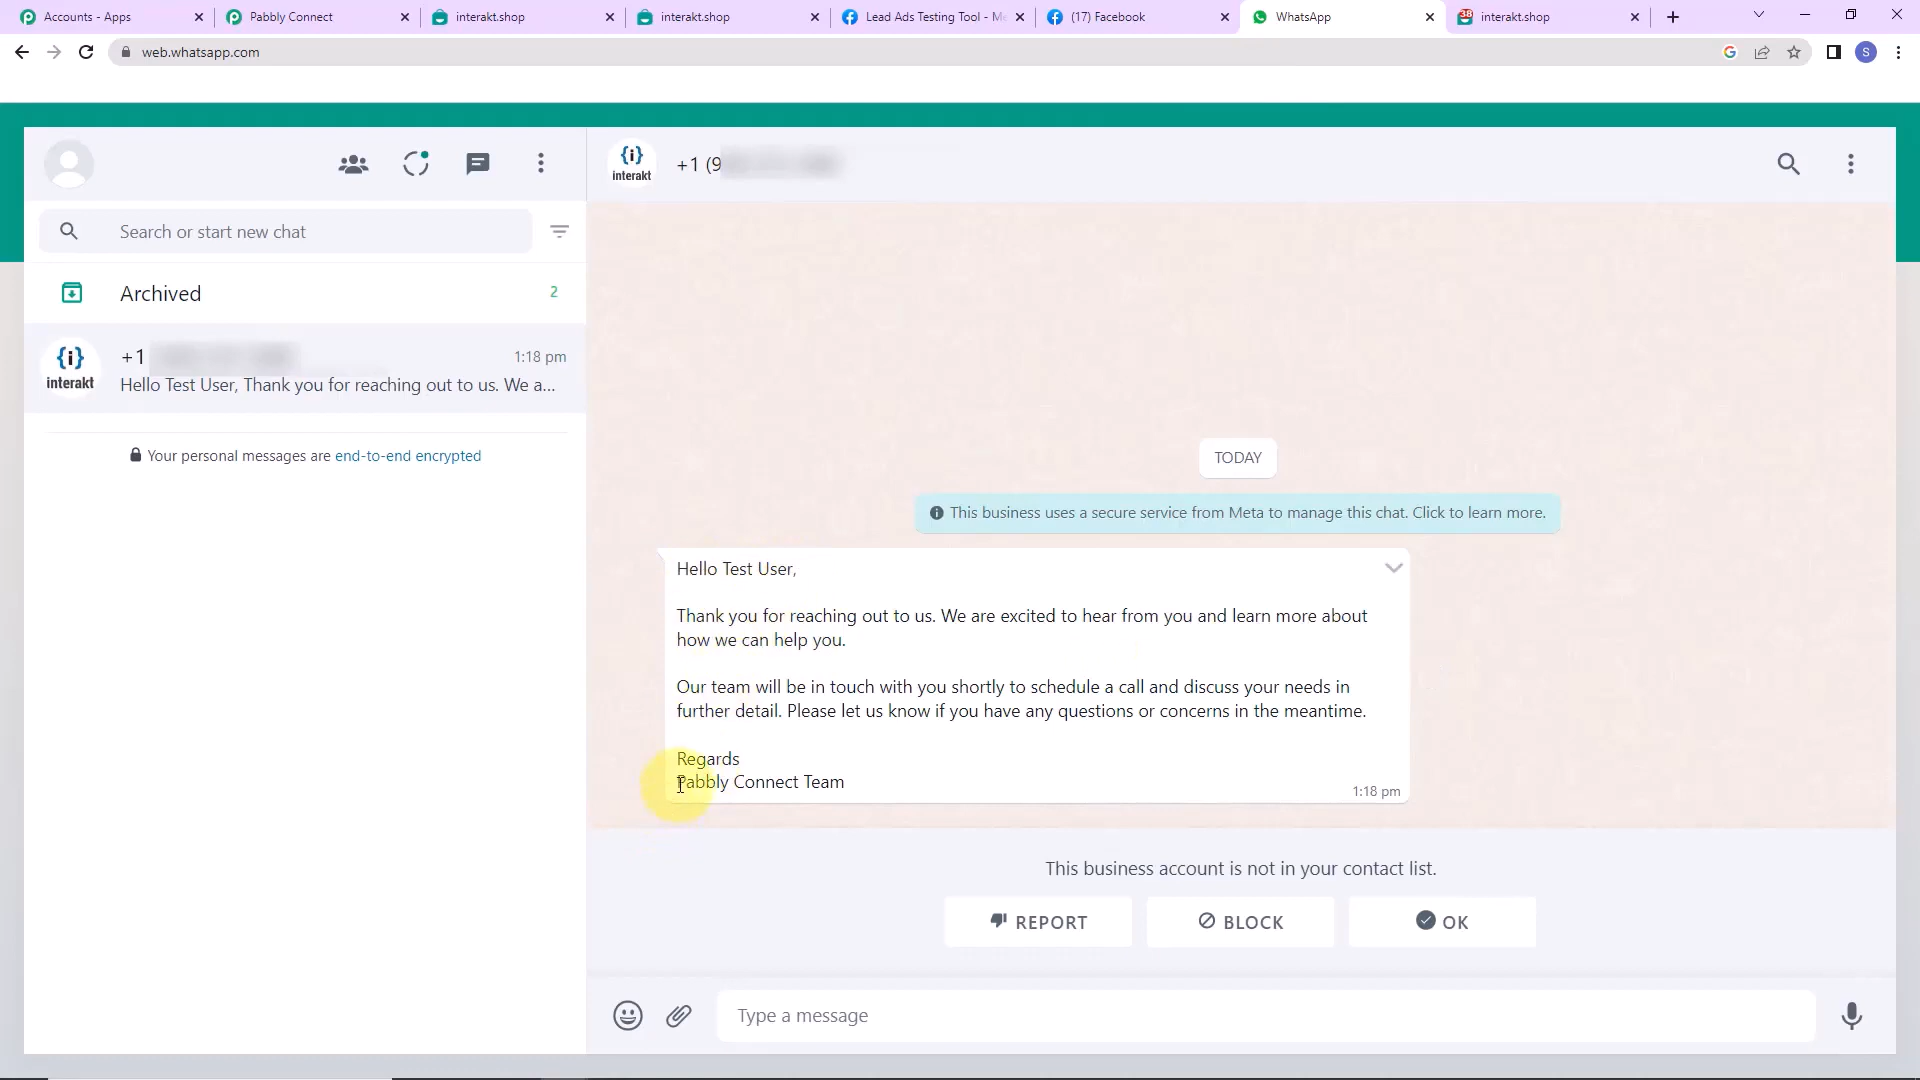 Accounts - Apps
Pabbly Connect
interakt.shop
interakt.shop
Lead Ads Testing Tool - Me
(17) Facebook
WhatsApp
38
interakt.shop
web.whatsapp.com
S
{i}
interakt
+1 (9
Search or start new chat
Archived
2
{i}
interakt
+1
1:18 pm
Hello Test User, Thank you for reaching out to us. We a...
Your personal messages are end-to-end encrypted
TODAY
This business uses a secure service from Meta to manage this chat. Click to learn more.
Hello Test User,
Thank you for reaching out to us. We are excited to hear from you and learn more about
how we can help you.
Our team will be in touch with you shortly to schedule a call and discuss your needs in
further detail. Please let us know if you have any questions or concerns in the meantime.
Regards
Pabbly Connect Team
1:18 pm
This business account is not in your contact list.
REPORT
BLOCK
OK
Type a message